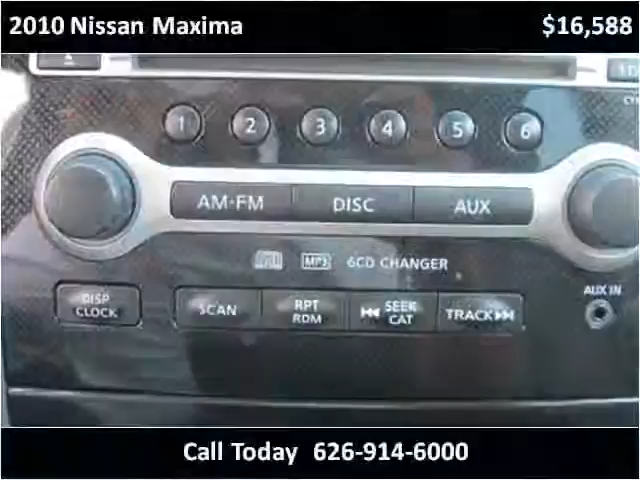 2010 Nissan Maxima $16,588
1 2 3 4 5 6
AM·FM DISC AUX
MP3 6CD CHANGER
AUX IN
DISP
CLOCK
SCAN
RPT
RDM
SEEK
CAT
TRACK
Call Today 626-914-6000